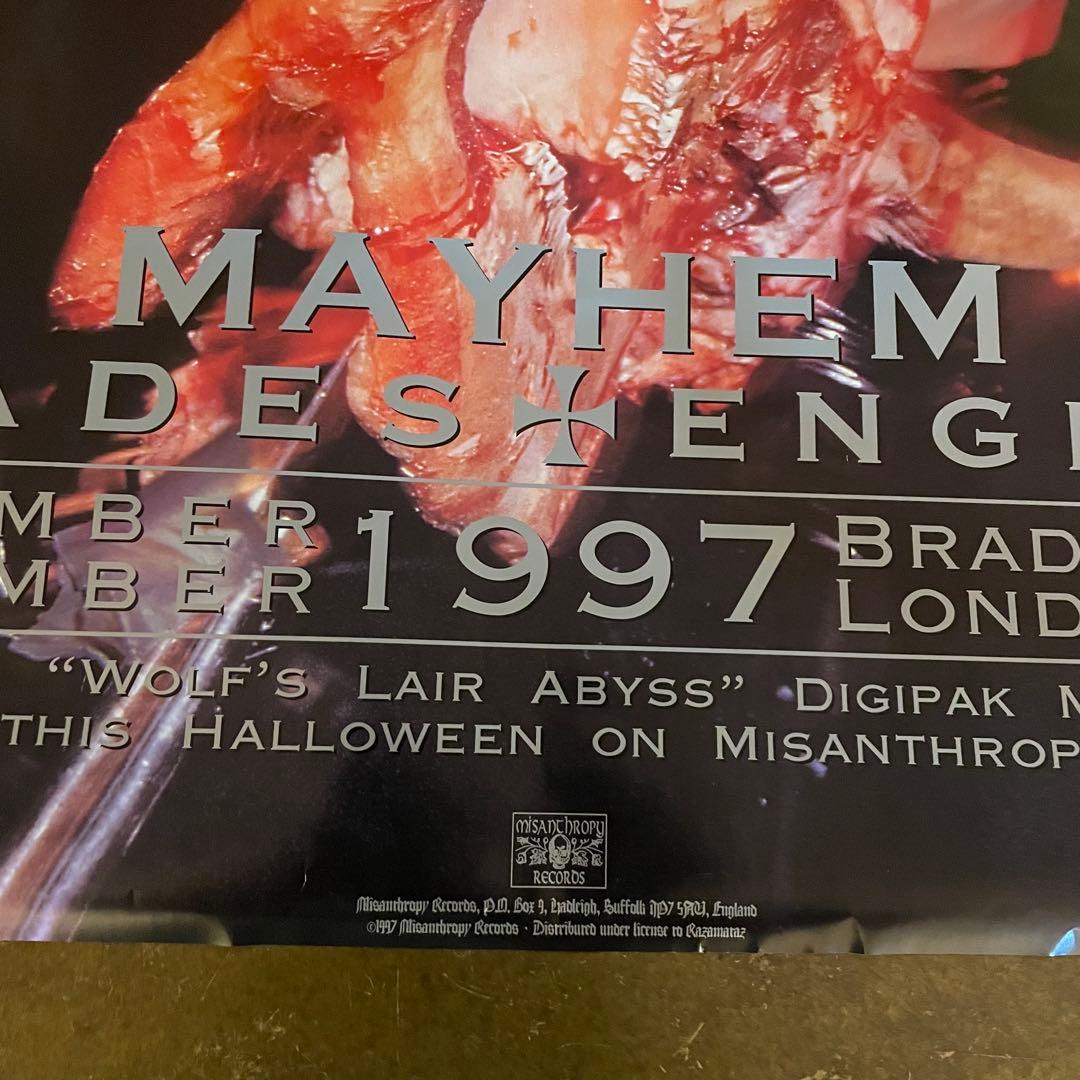 MAYHEM
ADES✠ENGL
MBER 1997 BRAD
MBER LOND
"WOLF'S LAIR ABYSS" DIGIPAK M
THIS HALLOWEEN ON MISANTHROP
MISANTHROPY
RECORDS
Misanthropy Records, P.O. Box 9, Hadleigh, Suffolk IP7 5AU, England
©1997 Misanthropy Records · Distributed under license to Razamataz